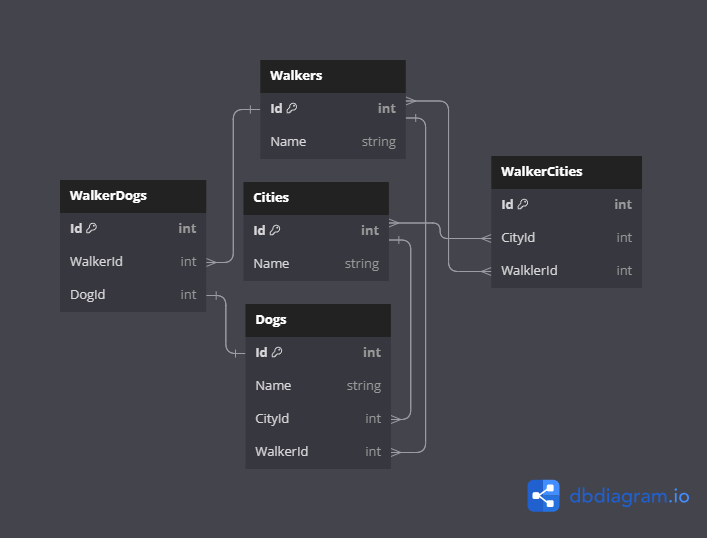 Walkers
Id int
Name string
WalkerDogs
Id int
WalkerId int
DogId int
Cities
Id int
Name string
WalkerCities
Id int
CityId int
WalklerId int
Dogs
Id int
Name string
CityId int
WalkerId int
dbdiagram.io